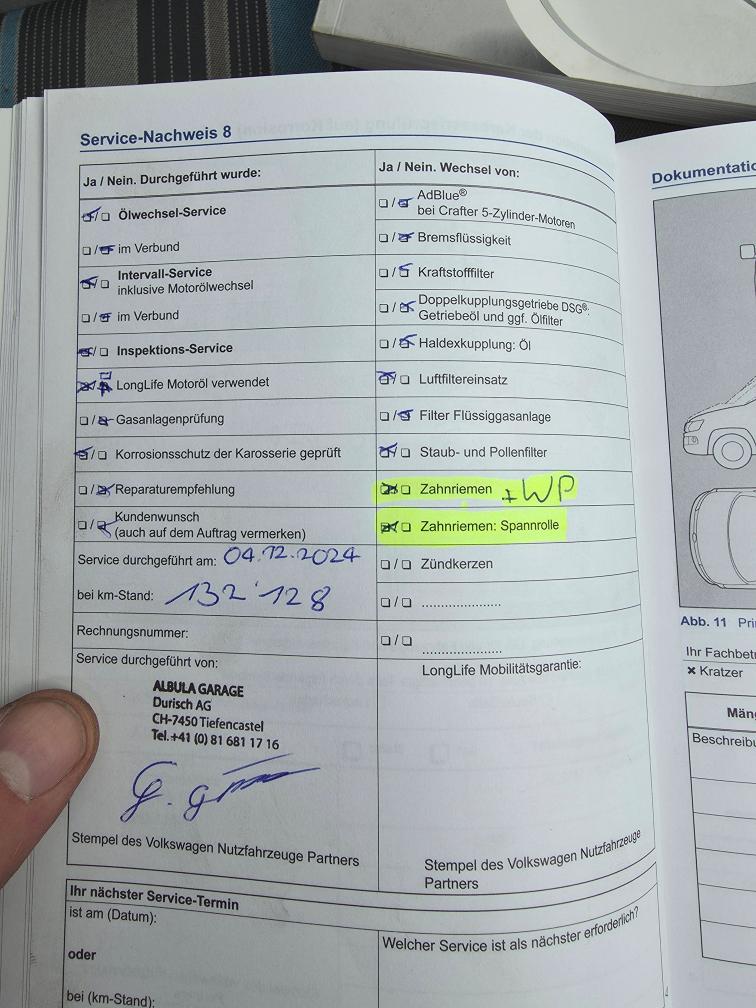 Service-Nachweis 8
Ja / Nein. Durchgeführt wurde:
Ölwechsel-Service
im Verbund
Intervall-Service
inklusive Motorölwechsel
im Verbund
Inspektions-Service
LongLife Motoröl verwendet
Gasanlagenprüfung
Korrosionsschutz der Karosserie geprüft
Reparaturempfehlung
Kundenwunsch
(auch auf dem Auftrag vermerken)
Service durchgeführt am: 04.12.2024
bei km-Stand: 132'128
Rechnungsnummer:
Service durchgeführt von:
ALBULA GARAGE
Durisch AG
CH-7450 Tiefencastel
Tel.+41 (0) 81 681 17 16
Stempel des Volkswagen Nutzfahrzeuge Partners
Ja / Nein. Wechsel von:
AdBlue®
bei Crafter 5-Zylinder-Motoren
Bremsflüssigkeit
Kraftstofffilter
Doppelkupplungsgetriebe DSG®:
Getriebeöl und ggf. Ölfilter
Haldexkupplung: Öl
Luftfiltereinsatz
Filter Flüssiggasanlage
Staub- und Pollenfilter
Zahnriemen + WP
Zahnriemen: Spannrolle
Zündkerzen
LongLife Mobilitätsgarantie:
Stempel des Volkswagen Nutzfahrzeuge
Partners
Ihr nächster Service-Termin
ist am (Datum):
oder
bei (km-Stand):
Welcher Service ist als nächster erforderlich?
Dokumentatio
Abb. 11 Pri
Ihr Fachbet
× Kratzer
Män
Beschreibu